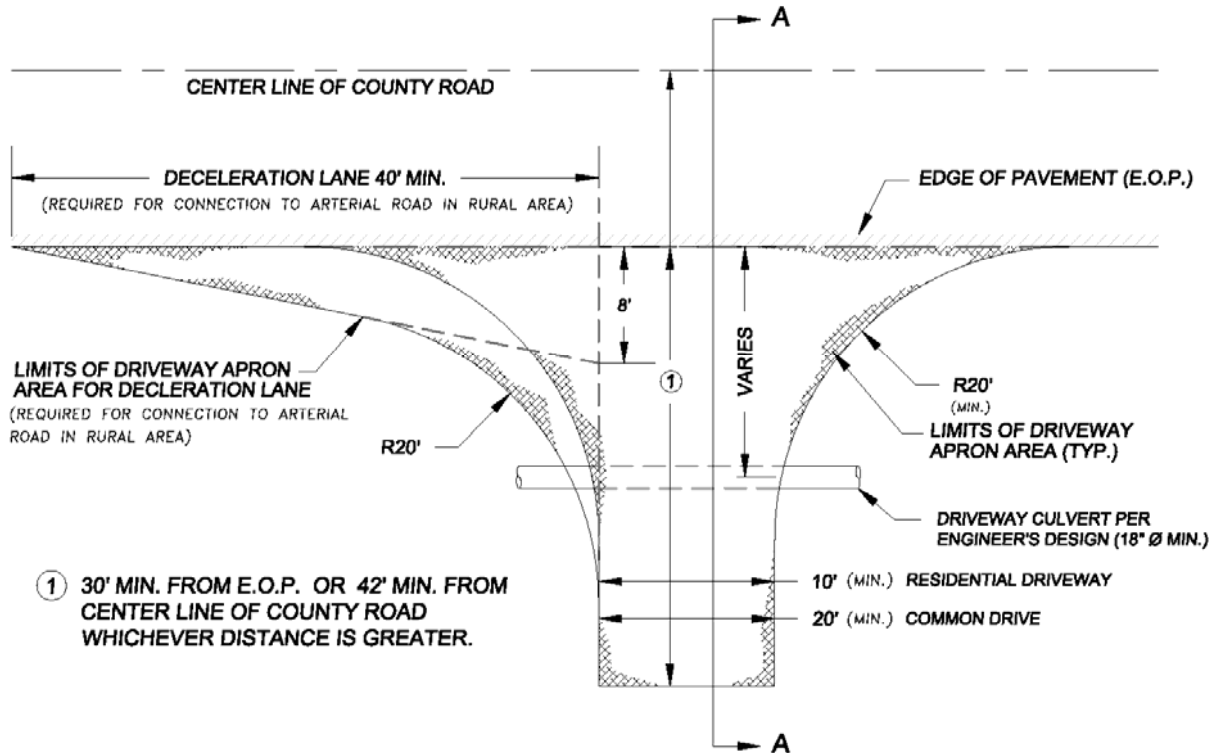 A
CENTER LINE OF COUNTY ROAD
DECELERATION LANE 40' MIN.
(REQUIRED FOR CONNECTION TO ARTERIAL ROAD IN RURAL AREA)
EDGE OF PAVEMENT (E.O.P.)
8'
VARIES
1
LIMITS OF DRIVEWAY APRON
AREA FOR DECLERATION LANE
(REQUIRED FOR CONNECTION TO ARTERIAL
ROAD IN RURAL AREA)
R20'
R20'
(MIN.)
LIMITS OF DRIVEWAY
APRON AREA (TYP.)
DRIVEWAY CULVERT PER
ENGINEER'S DESIGN (18" Ø MIN.)
1 30' MIN. FROM E.O.P. OR 42' MIN. FROM
CENTER LINE OF COUNTY ROAD
WHICHEVER DISTANCE IS GREATER.
10' (MIN.) RESIDENTIAL DRIVEWAY
20' (MIN.) COMMON DRIVE
A